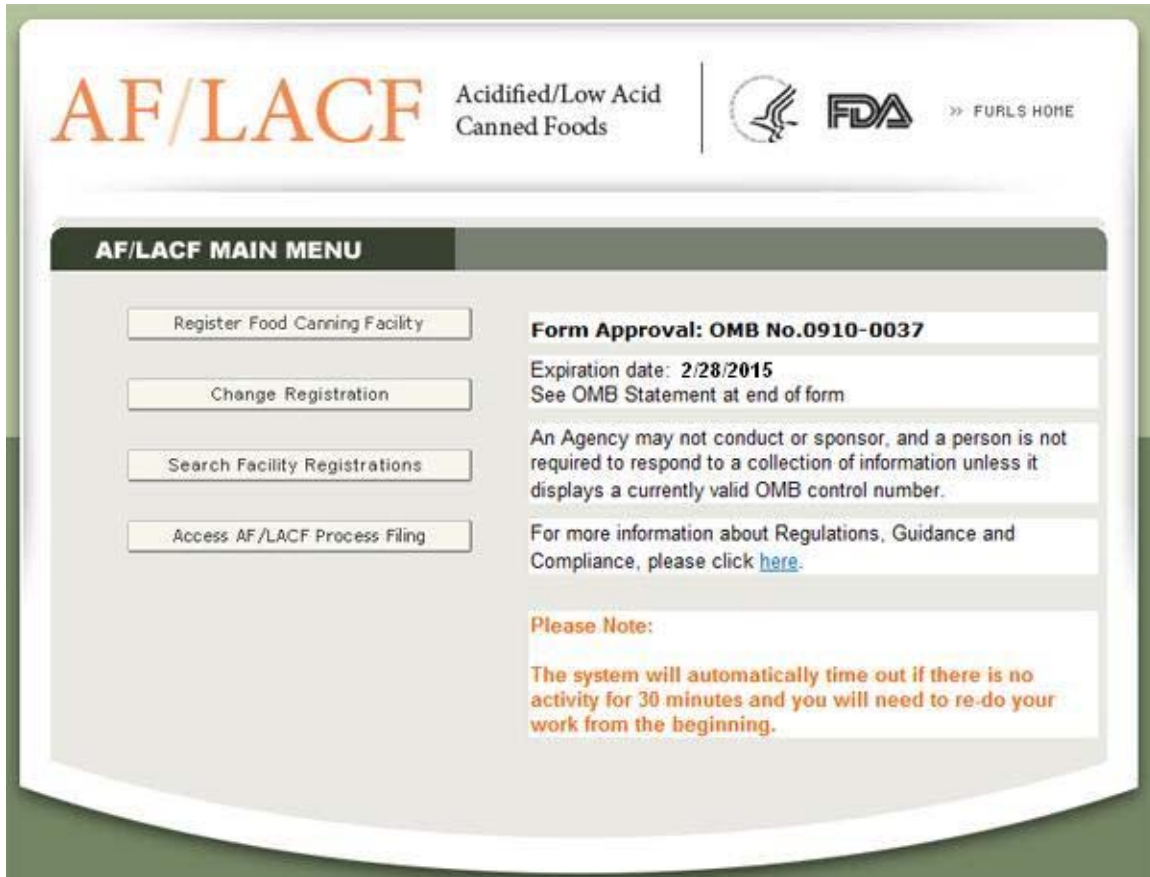 AF/LACF
Acidified/Low Acid
Canned Foods
FDA
>> FURLS HOME
AF/LACF MAIN MENU
Register Food Canning Facility
Change Registration
Search Facility Registrations
Access AF/LACF Process Filing
Form Approval: OMB No.0910-0037
Expiration date: 2/28/2015
See OMB Statement at end of form
An Agency may not conduct or sponsor, and a person is not
required to respond to a collection of information unless it
displays a currently valid OMB control number.
For more information about Regulations, Guidance and
Compliance, please click here.
Please Note:
The system will automatically time out if there is no
activity for 30 minutes and you will need to re-do your
work from the beginning.